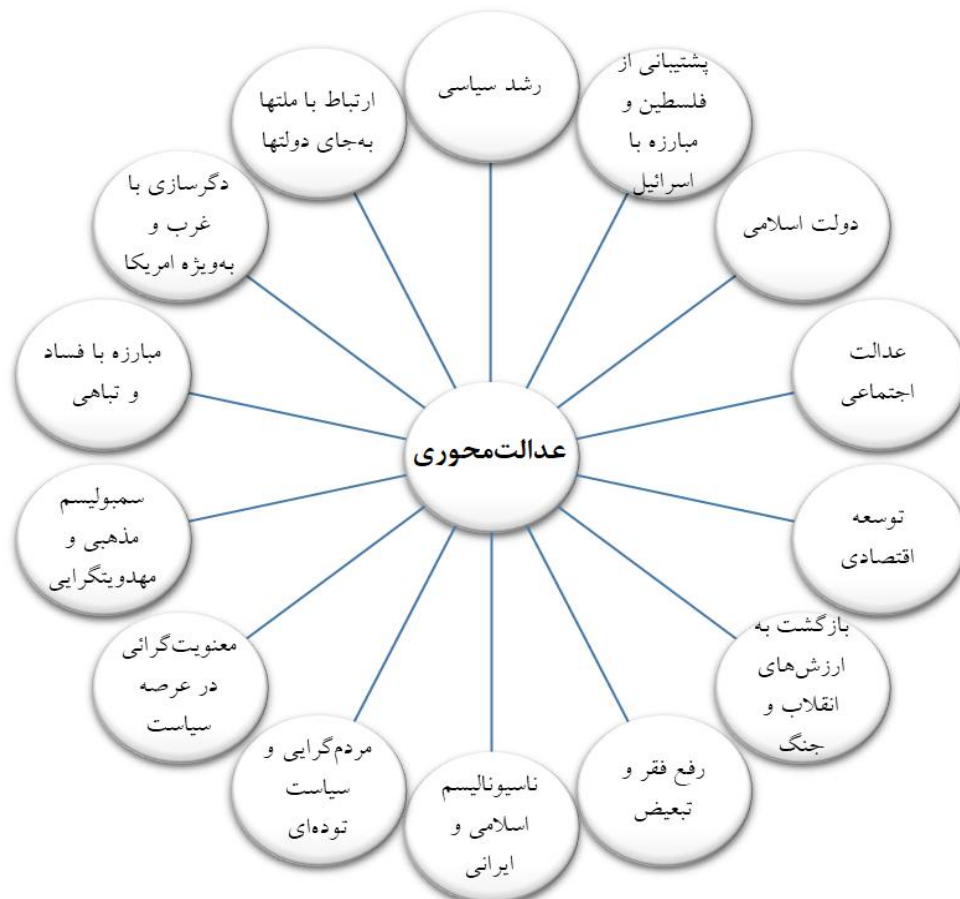 رشد سیاسی
پشتیبانی از
فلسطین و
مبارزه با
اسرائیل
دولت اسلامی
عدالت
اجتماعی
توسعه
اقتصادی
بازگشت به
ارزش‌های
انقلاب و
جنگ
رفع فقر و
تبعیض
ناسیونالیسم
اسلامی و
ایرانی
مردم‌گرایی و
سیاست
توده‌ای
معنویت‌گرائی
در عرصه
سیاست
سمبولیسم
مذهبی و
مهدویتگرایی
مبارزه با فساد
و تباهی
دگرسازی با
غرب و
به‌ویژه امریکا
ارتباط با ملتها
به‌جای دولتها
عدالت‌محوری